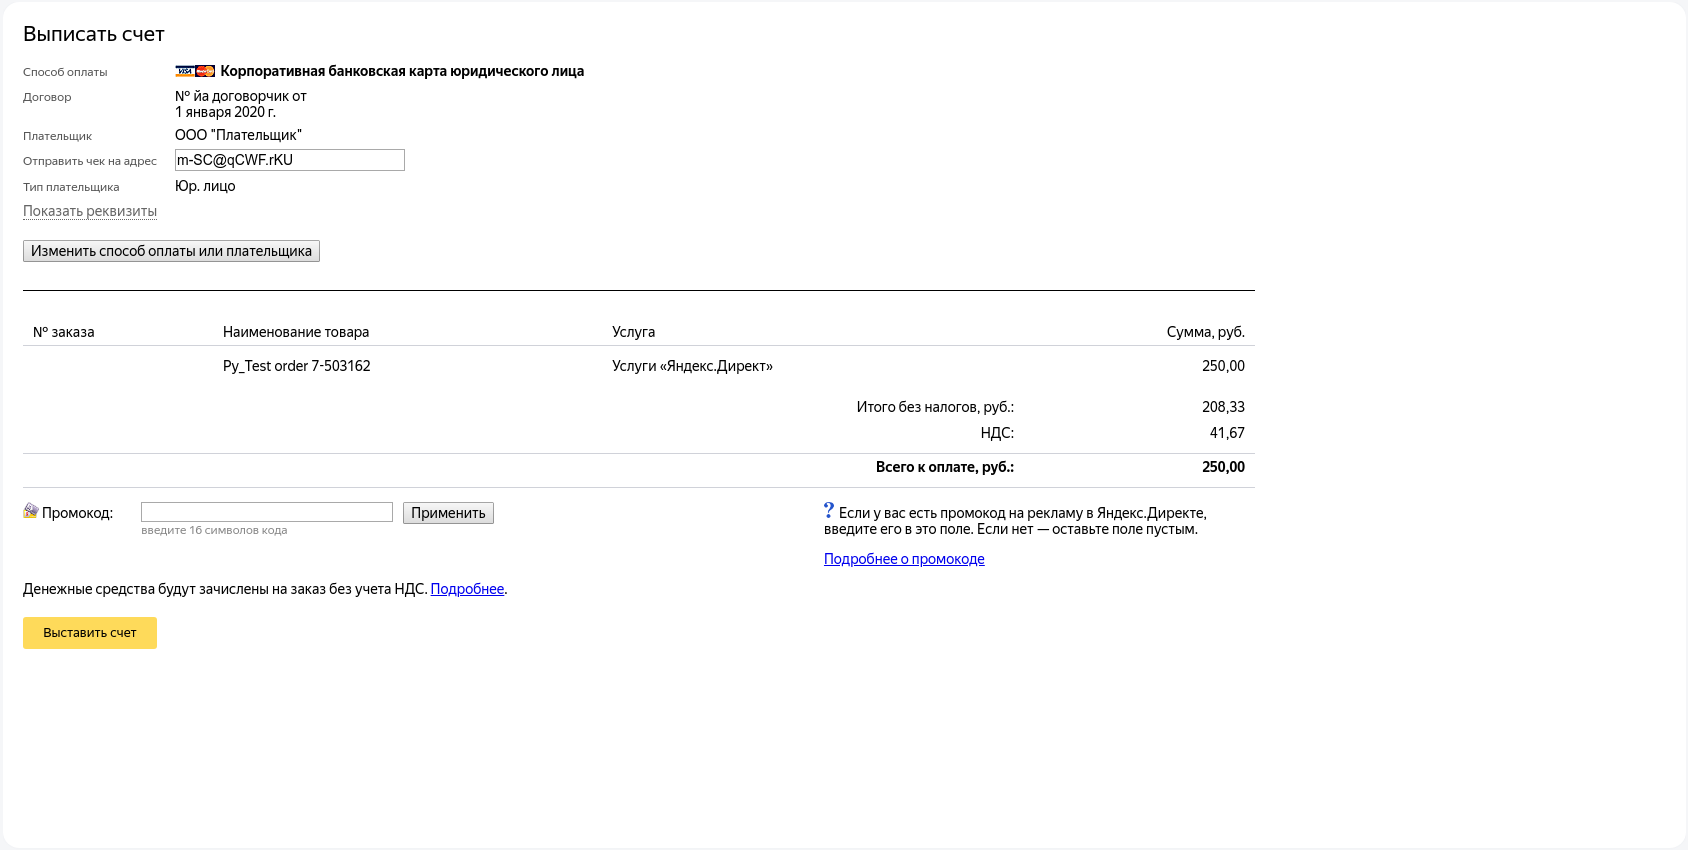 Выписать счет
Способ оплаты VISA MasterCard Корпоративная банковская карта юридического лица
Договор № йа договорчик от
1 января 2020 г.
Плательщик ООО "Плательщик"
Отправить чек на адрес m-SC@qCWF.rKU
Тип плательщика Юр. лицо
Показать реквизиты
Изменить способ оплаты или плательщика
№ заказа Наименование товара Услуга Сумма, руб.
Py_Test order 7-503162 Услуги «Яндекс.Директ» 250,00
Итого без налогов, руб.: 208,33
НДС: 41,67
Всего к оплате, руб.: 250,00
Промокод: Применить
введите 16 символов кода
? Если у вас есть промокод на рекламу в Яндекс.Директе,
введите его в это поле. Если нет — оставьте поле пустым.
Подробнее о промокоде
Денежные средства будут зачислены на заказ без учета НДС. Подробнее.
Выставить счет